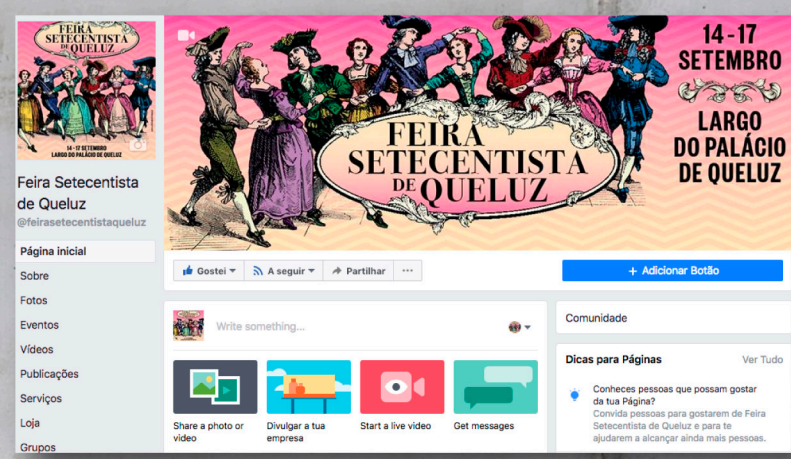 FEIRA
SETECENTISTA
DE QUELUZ
14 - 17 SETEMBRO
LARGO DO PALÁCIO DE QUELUZ
Feira Setecentista
de Queluz
@feirasetecentistaqueluz
Página inicial
Sobre
Fotos
Eventos
Vídeos
Publicações
Serviços
Loja
Grupos
FEIRA
SETECENTISTA
DE QUELUZ
14 - 17
SETEMBRO
LARGO
DO PALÁCIO
DE QUELUZ
Gostei
A seguir
Partilhar
+ Adicionar Botão
Write something...
Share a photo or
video
Divulgar a tua
empresa
Start a live video
Get messages
Comunidade
Dicas para Páginas Ver Tudo
Conheces pessoas que possam gostar
da tua Página?
Convida pessoas para gostarem de Feira
Setecentista de Queluz e para te
ajudarem a alcançar ainda mais pessoas.